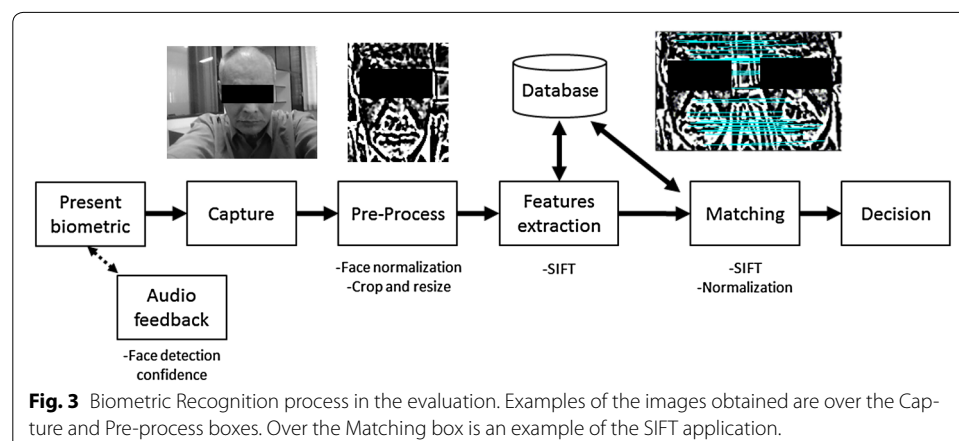 Database
Present
biometric
Capture
Pre-Process
Features
extraction
Matching
Decision
-Face normalization
-Crop and resize
-SIFT
-SIFT
-Normalization
Audio
feedback
-Face detection
confidence
Fig. 3 Biometric Recognition process in the evaluation. Examples of the images obtained are over the Cap-
ture and Pre-process boxes. Over the Matching box is an example of the SIFT application.